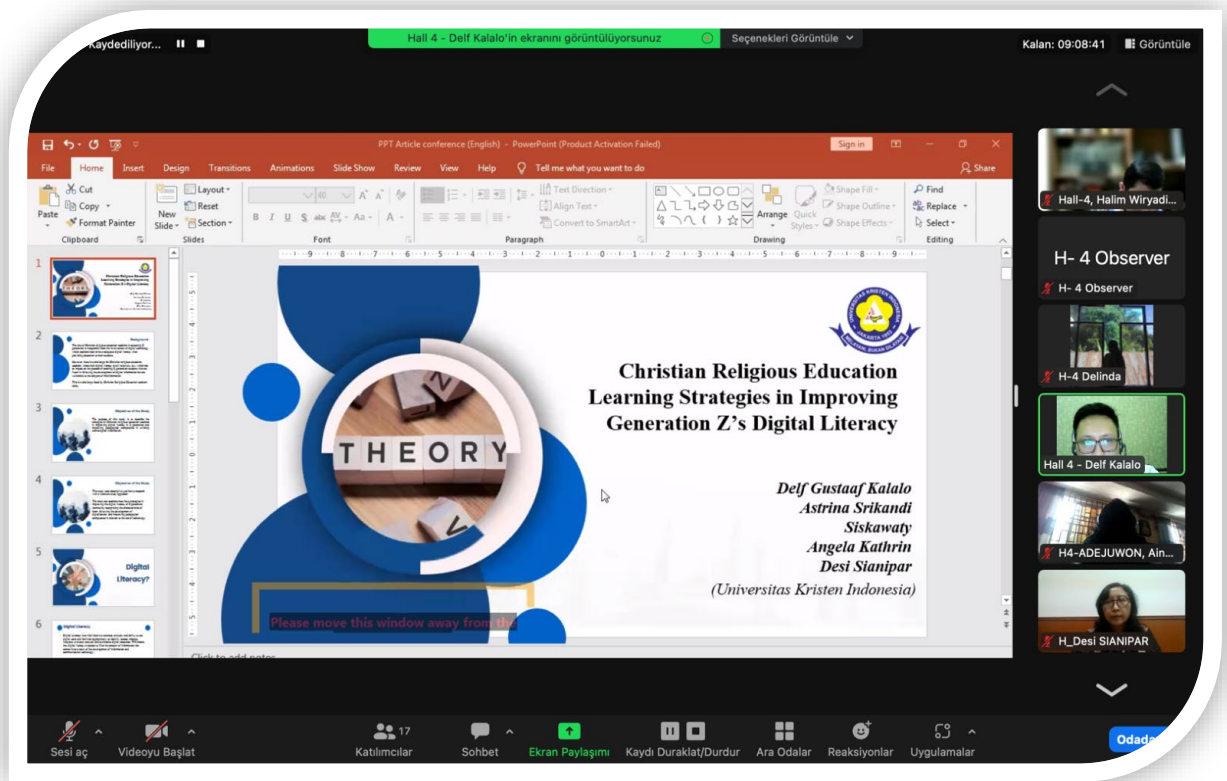 Kaydediliyor...
Hall 4 - Delf Kalalo'in ekranını görüntülüyorsunuz
Seçenekleri Görüntüle
Kalan: 09:08:41
Görüntüle
PPT Article conference (English) - PowerPoint (Product Activation Failed)
Sign in
File Home Insert Design Transitions Animations Slide Show Review View Help Tell me what you want to do
Share
Paste
Cut
Copy
Format Painter
Clipboard
New Slide
Layout
Reset
Section
Slides
40
Font
Text Direction
Align Text
Convert to SmartArt
Paragraph
Arrange
Quick Styles
Shape Fill
Shape Outline
Shape Effects
Drawing
Find
Replace
Select
Editing
1
2
3
4
5
Digital
Literacy?
6
THEORY
Christian Religious Education
Learning Strategies in Improving
Generation Z's Digital Literacy
Delf Gustaaf Kalalo
Astrina Srikandi
Siskawaty
Angela Kathrin
Desi Sianipar
(Universitas Kristen Indonesia)
Please move this window away from the
Click to add notes
Hall-4, Halim Wiryadi...
H- 4 Observer
H- 4 Observer
H-4 Delinda
Hall 4 - Delf Kalalo
H4-ADEJUWON, Ain...
H_Desi SIANIPAR
Sesi aç
Videoyu Başlat
17
Katılımcılar
Sohbet
Ekran Paylaşımı
Kaydı Duraklat/Durdur
Ara Odalar
Reaksiyonlar
Uygulamalar